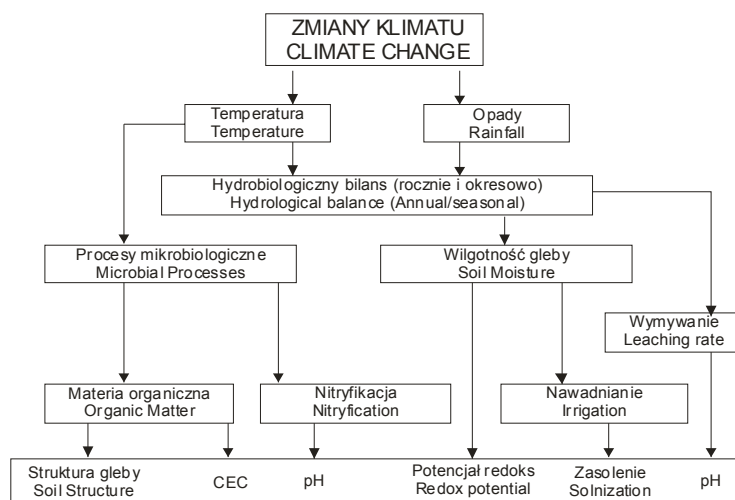 ZMIANY KLIMATU
CLIMATE CHANGE
Temperatura
Temperature
Opady
Rainfall
Hydrobiologiczny bilans (rocznie i okresowo)
Hydrological balance (Annual/seasonal)
Procesy mikrobiologiczne
Microbial Processes
Wilgotność gleby
Soil Moisture
Wymywanie
Leaching rate
Materia organiczna
Organic Matter
Nitryfikacja
Nitryfication
Nawadnianie
Irrigation
Struktura gleby
Soil Structure
CEC
pH
Potencjał redoks
Redox potential
Zasolenie
Solnization
pH